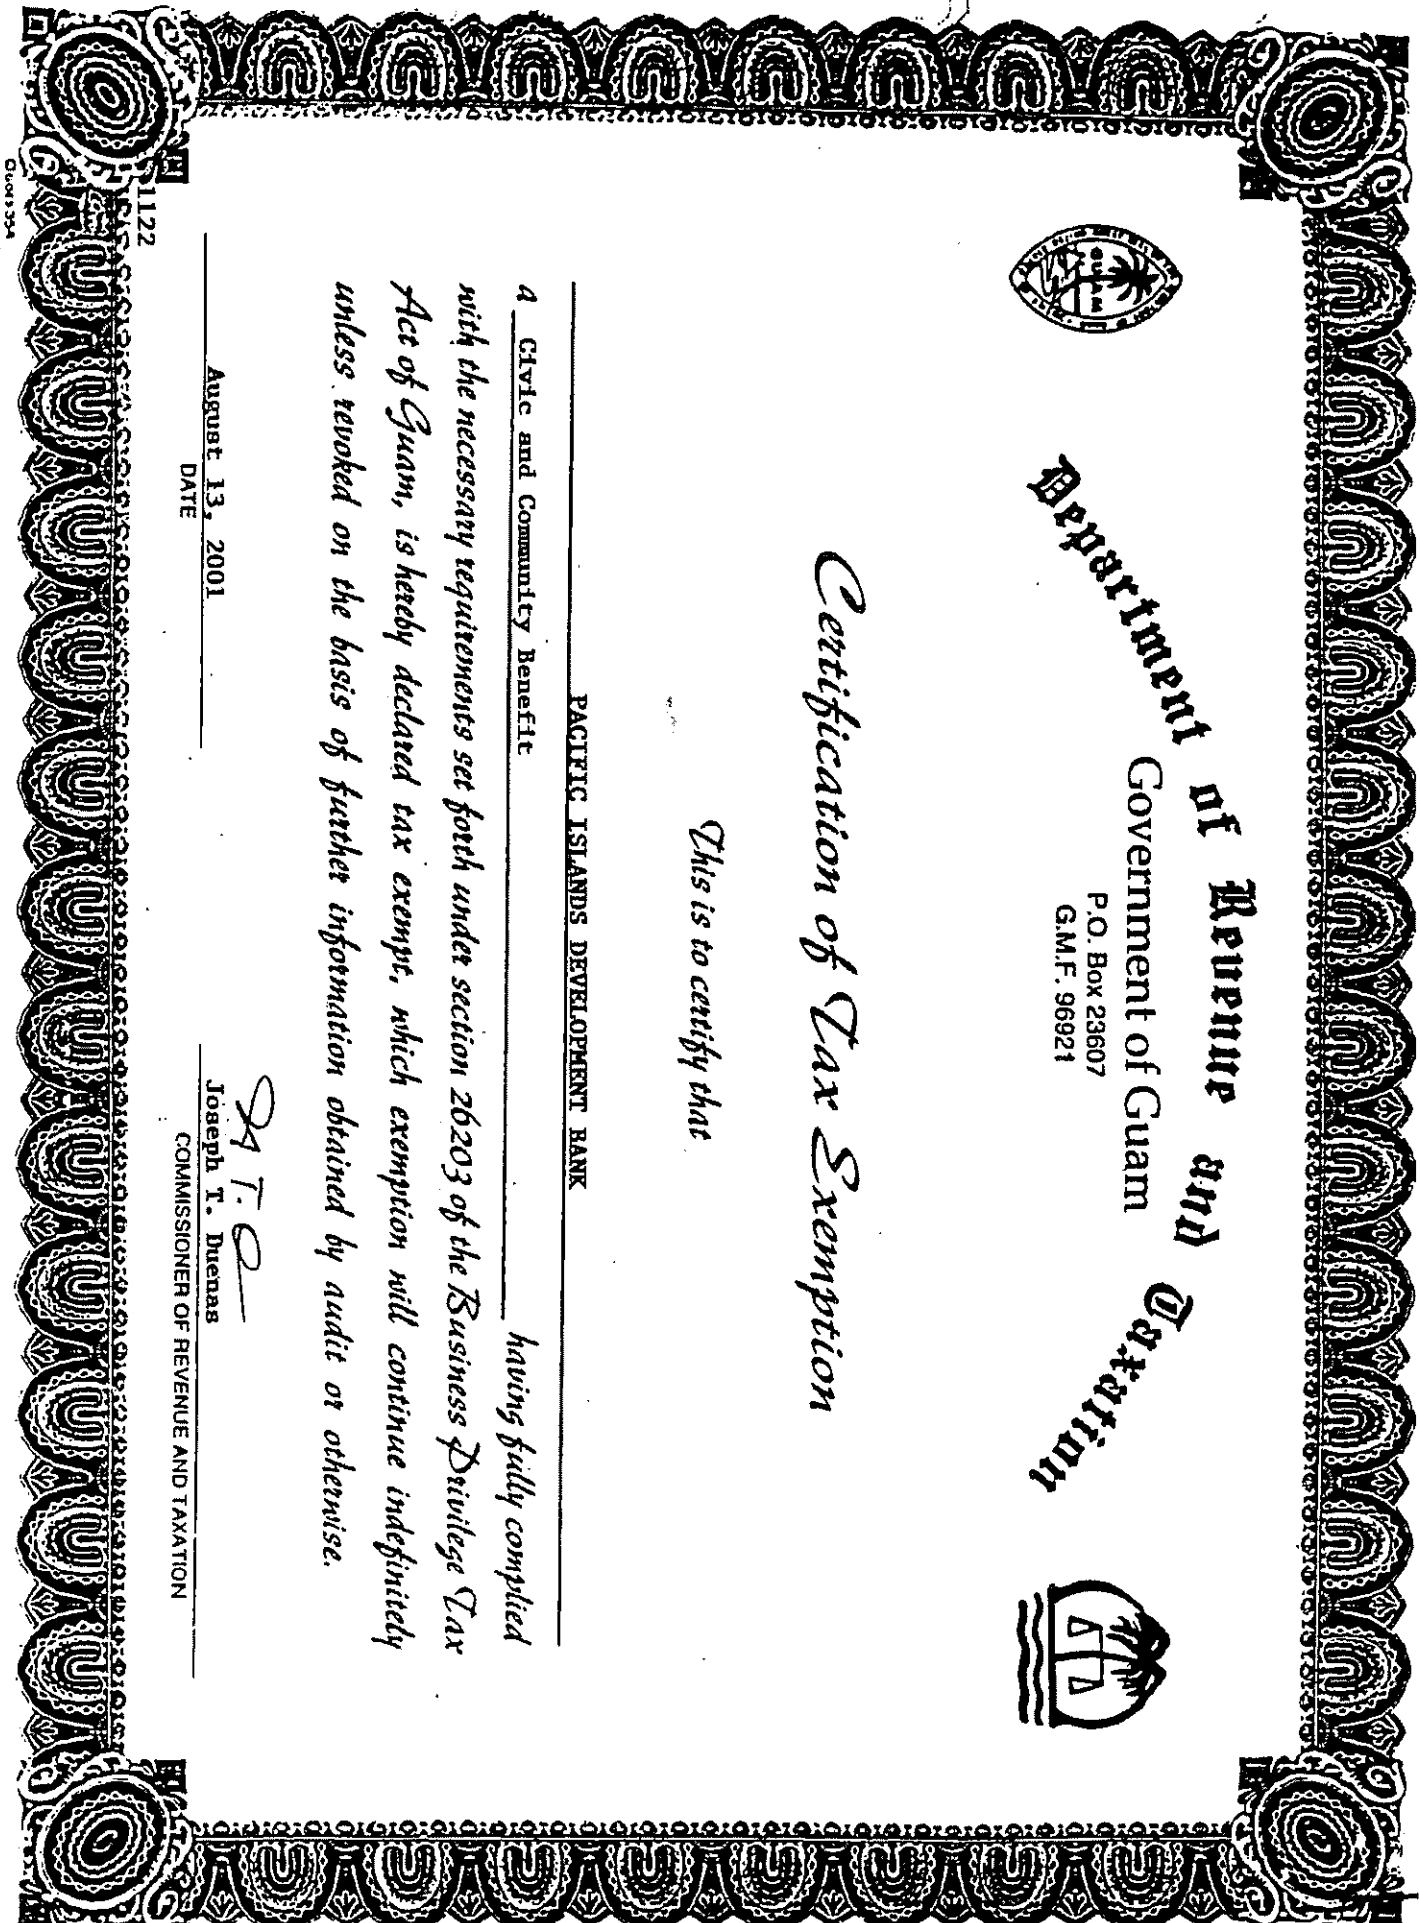 Department of Revenue and Taxation
Government of Guam
P.O. Box 23607
G.M.F. 96921
GUAM
Certification of Tax Exemption
This is to certify that
PACIFIC ISLANDS DEVELOPMENT BANK
a Civic and Community Benefit having fully complied
with the necessary requirements set forth under section 26203 of the Business Privilege Tax
Act of Guam, is hereby declared tax exempt, which exemption will continue indefinitely
unless revoked on the basis of further information obtained by audit or otherwise.
August 13, 2001
DATE
Joseph T. Duenas
COMMISSIONER OF REVENUE AND TAXATION
1122